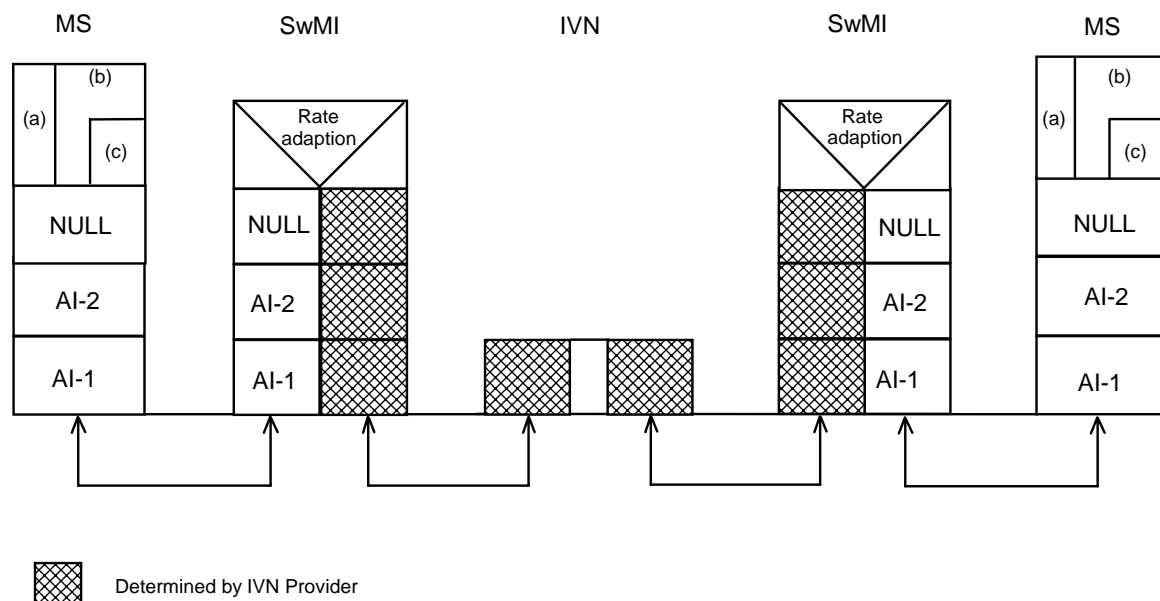 MS
SwMI
IVN
SwMI
MS
(a)
(b)
(c)
Rate
adaption
Rate
adaption
(a)
(b)
(c)
NULL
NULL
NULL
NULL
AI-2
AI-2
AI-2
AI-2
AI-1
AI-1
AI-1
AI-1
Determined by IVN Provider